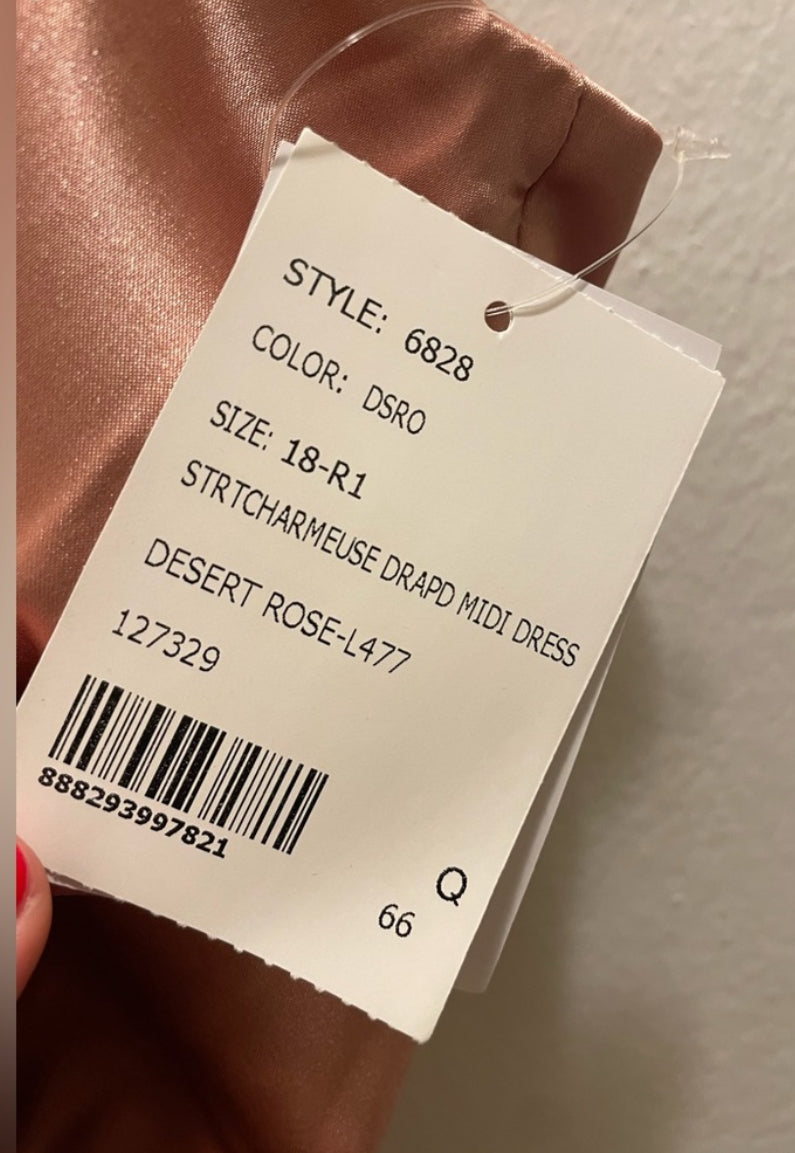 STYLE: 6828
COLOR: DSRO
SIZE: 18-R1
STRTCHARMEUSE DRAPD MIDI DRESS
DESERT ROSE-L477
127329
888293997821
Q
66